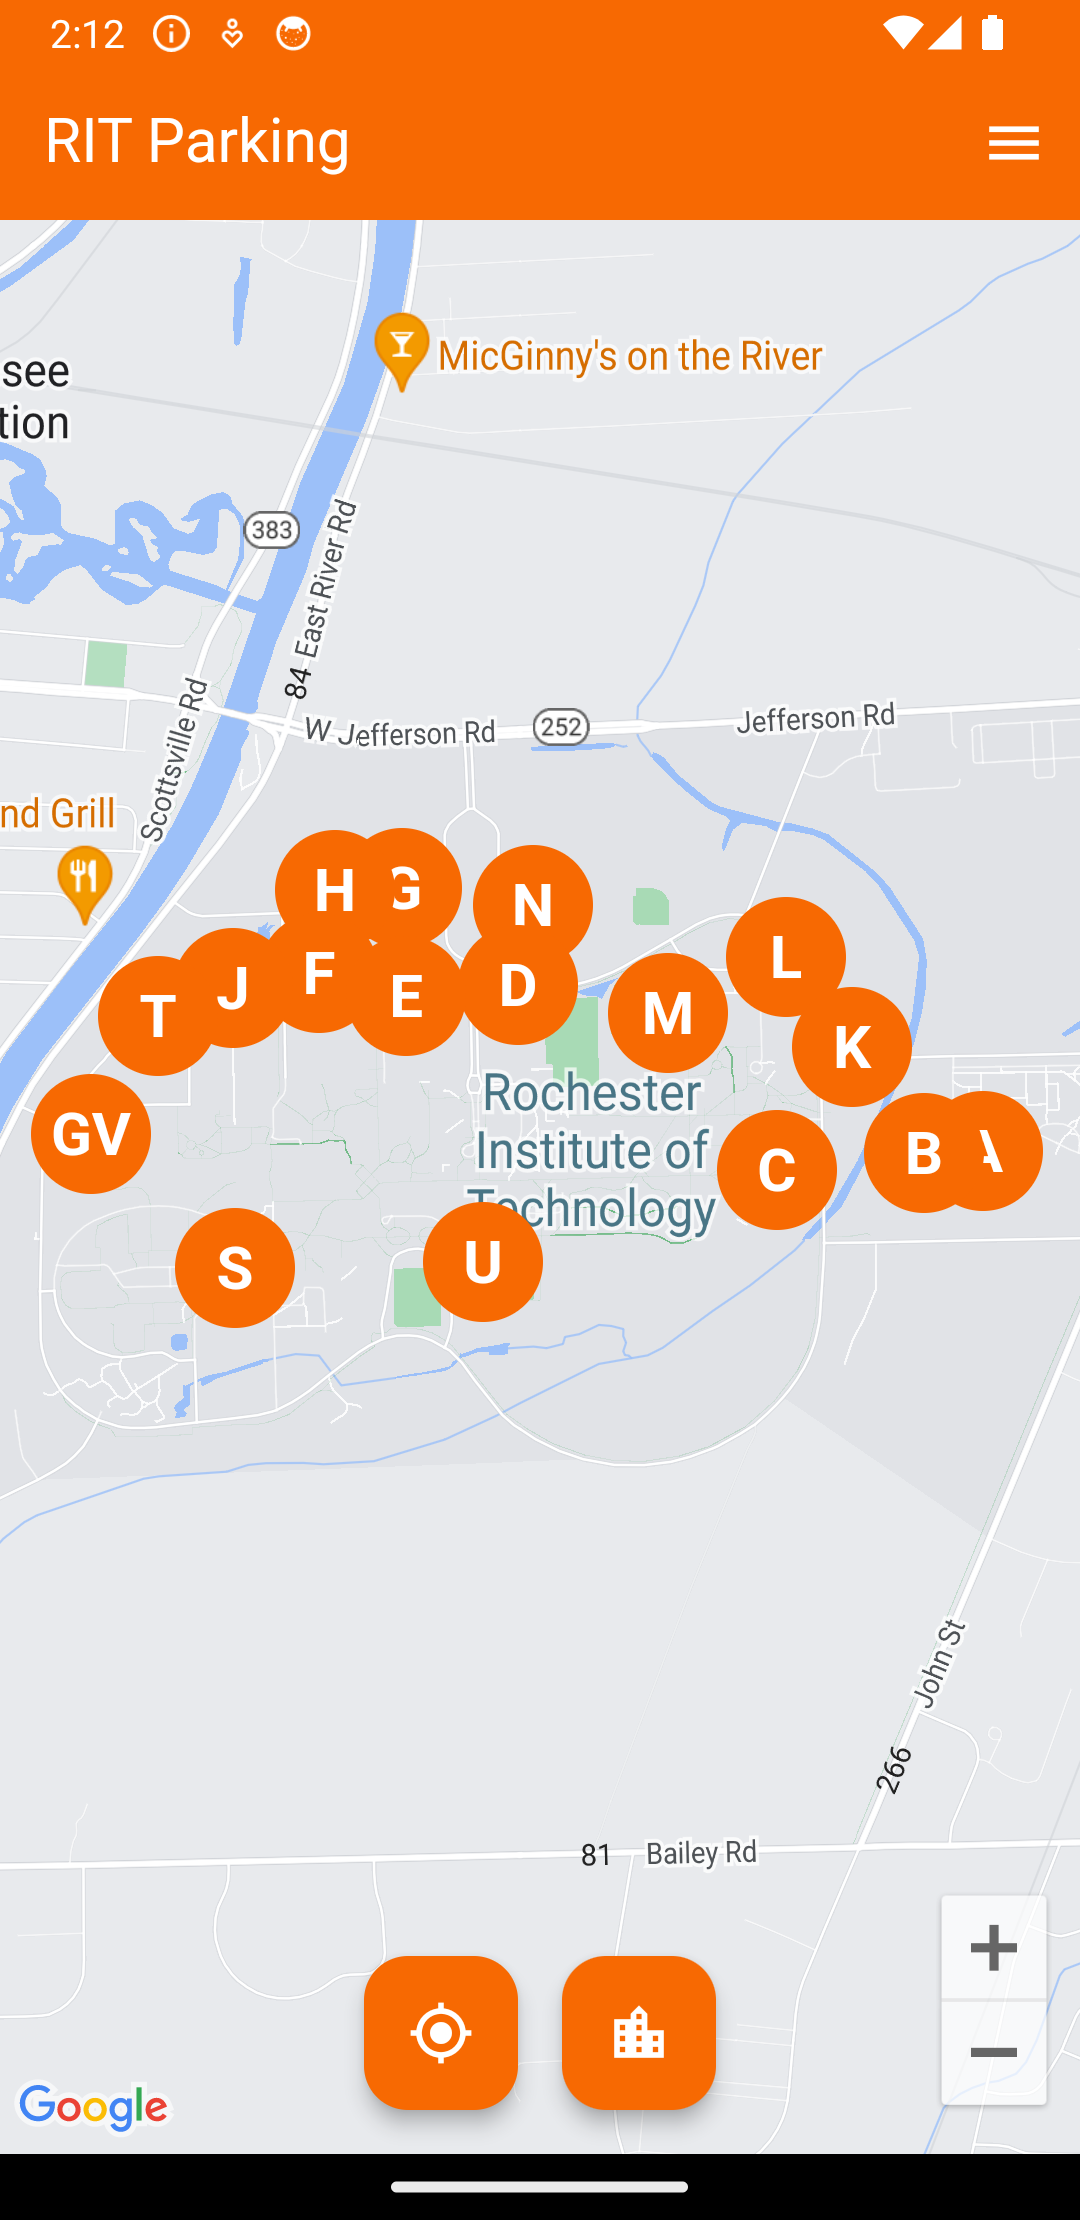 2:12
RIT Parking
MicGinny's on the River
see
tion
383
84 East River Rd
Scottsville Rd
W Jefferson Rd
252
Jefferson Rd
nd Grill
H
G
N
L
J
F
E
D
T
M
K
GV
Rochester
Institute of
Technology
C
B
A
S
U
John St
266
81 Bailey Rd
Google